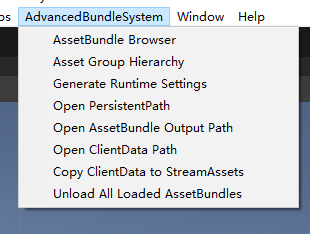 AdvancedBundleSystem Window Help
AssetBundle Browser
Asset Group Hierarchy
Generate Runtime Settings
Open PersistentPath
Open AssetBundle Output Path
Open ClientData Path
Copy ClientData to StreamAssets
Unload All Loaded AssetBundles